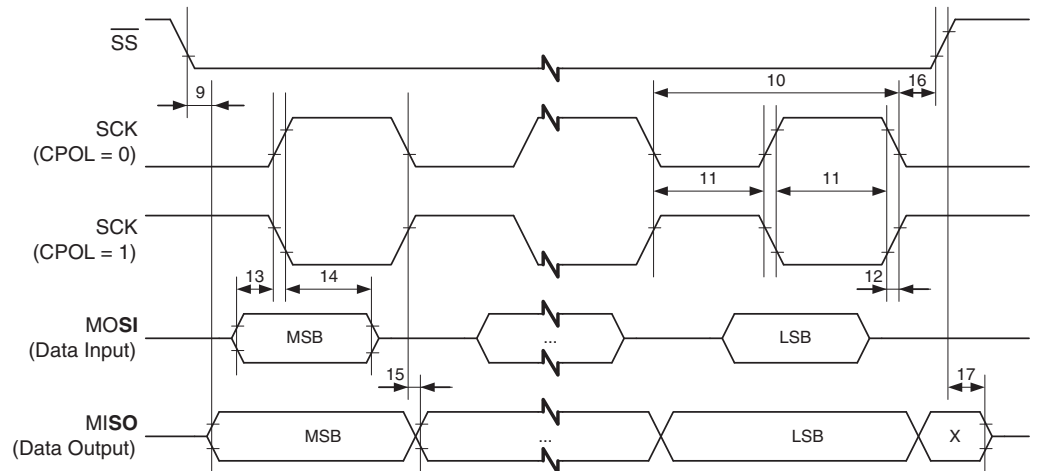 SS
9
10
16
SCK
(CPOL = 0)
11
11
SCK
(CPOL = 1)
13
14
12
MOSI
(Data Input)
MSB
...
LSB
15
17
MISO
(Data Output)
MSB
...
LSB
X